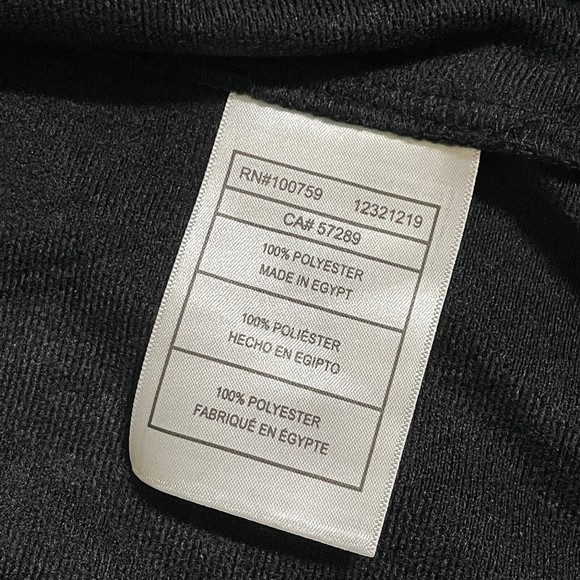 RN#100759 12321219
CA# 57289
100% POLYESTER
MADE IN EGYPT
100% POLIÉSTER
HECHO EN EGIPTO
100% POLYESTER
FABRIQUÉ EN ÉGYPTE